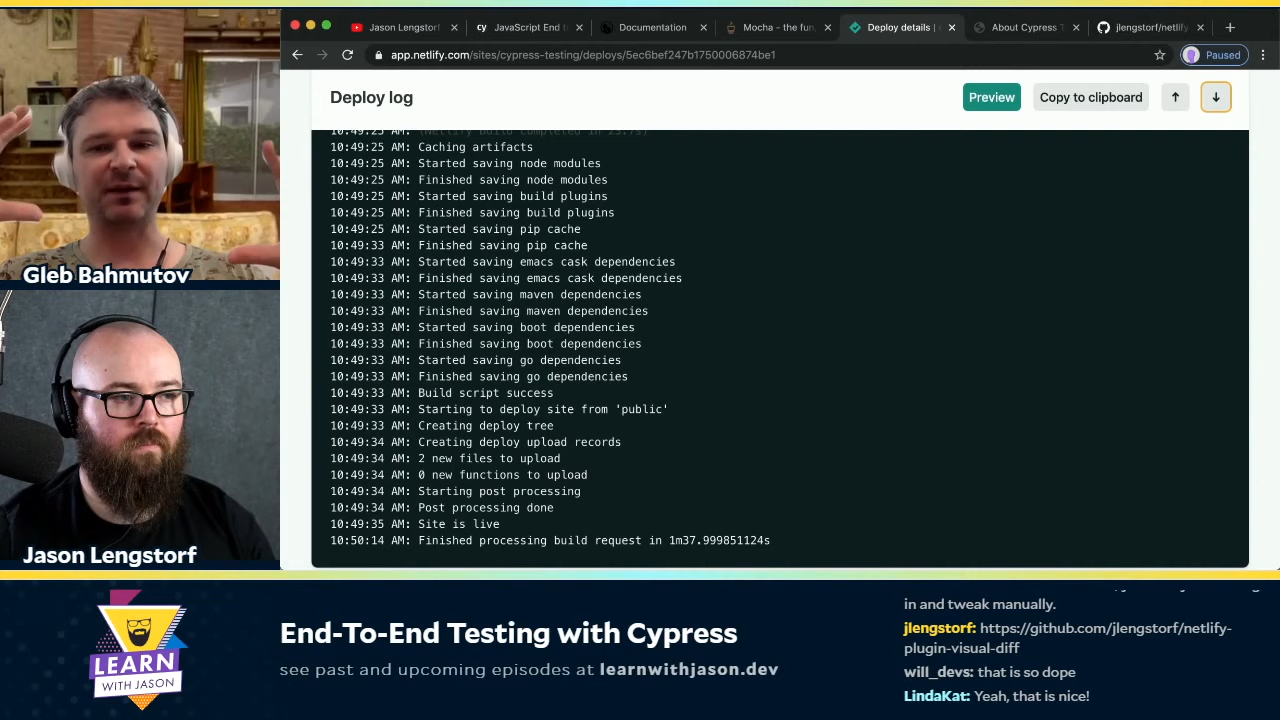 Jason Lengstorf
cy JavaScript End t
Documentation
Mocha - the fun,
Deploy details |
About Cypress T
jlengstorf/netlify
app.netlify.com/sites/cypress-testing/deploys/5ec6bef247b1750006874be1
Paused
Deploy log
Preview
Copy to clipboard
10:49:25 AM: (Netlify Build completed in 23.7s)
10:49:25 AM: Caching artifacts
10:49:25 AM: Started saving node modules
10:49:25 AM: Finished saving node modules
10:49:25 AM: Started saving build plugins
10:49:25 AM: Finished saving build plugins
10:49:25 AM: Started saving pip cache
10:49:33 AM: Finished saving pip cache
10:49:33 AM: Started saving emacs cask dependencies
10:49:33 AM: Finished saving emacs cask dependencies
10:49:33 AM: Started saving maven dependencies
10:49:33 AM: Finished saving maven dependencies
10:49:33 AM: Started saving boot dependencies
10:49:33 AM: Finished saving boot dependencies
10:49:33 AM: Started saving go dependencies
10:49:33 AM: Finished saving go dependencies
10:49:33 AM: Build script success
10:49:33 AM: Starting to deploy site from 'public'
10:49:33 AM: Creating deploy tree
10:49:34 AM: Creating deploy upload records
10:49:34 AM: 2 new files to upload
10:49:34 AM: 0 new functions to upload
10:49:34 AM: Starting post processing
10:49:34 AM: Post processing done
10:49:35 AM: Site is live
10:50:14 AM: Finished processing build request in 1m37.999851124s
Gleb Bahmutov
Jason Lengstorf
LEARN
WITH JASON
End-To-End Testing with Cypress
see past and upcoming episodes at learnwithjason.dev
in and tweak manually.
jlengstorf: https://github.com/jlengstorf/netlify-
plugin-visual-diff
will_devs: that is so dope
LindaKat: Yeah, that is nice!